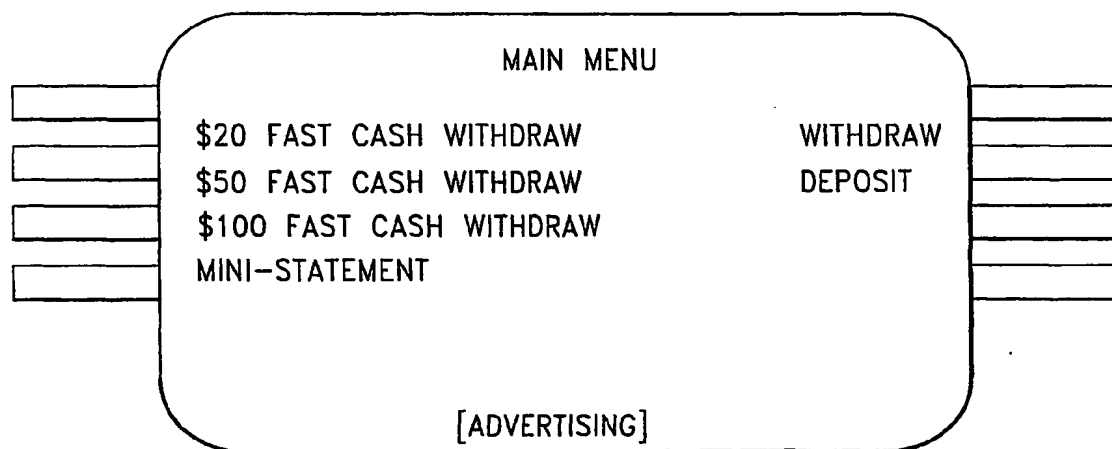 MAIN MENU
$20 FAST CASH WITHDRAW WITHDRAW
$50 FAST CASH WITHDRAW DEPOSIT
$100 FAST CASH WITHDRAW
MINI-STATEMENT
[ADVERTISING]